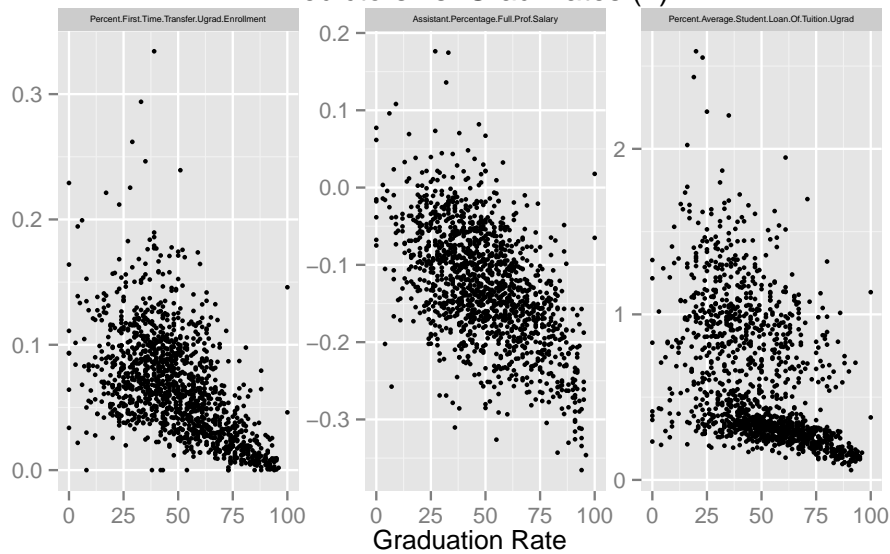 Percent.First.Time.Transfer.Ugrad.Enrollment
Assistant.Percentage.Full.Prof.Salary
Percent.Average.Student.Loan.Of.Tuition.Ugrad
0.3
0.2
0.1
0.0
0.2
0.1
0.0
−0.1
−0.2
−0.3
2
1
0
0 25 50 75 100
0 25 50 75 100
0 25 50 75 100
Graduation Rate